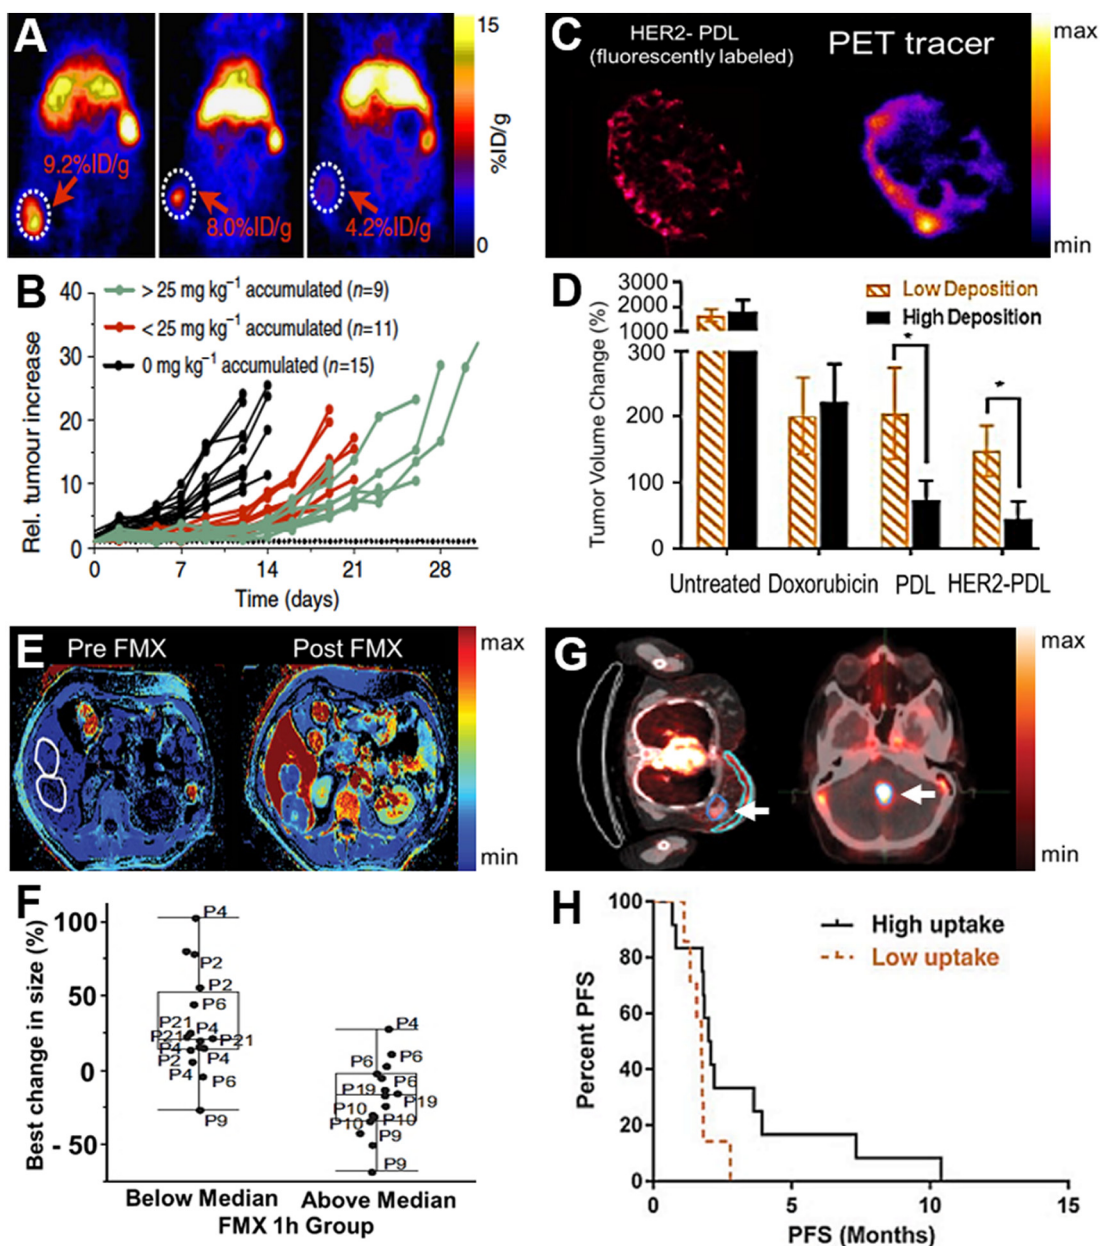 A
9.2%ID/g
8.0%ID/g
4.2%ID/g
15
%ID/g
0
C
HER2- PDL
(fluorescently labeled)
PET tracer
max
min
B
> 25 mg kg⁻¹ accumulated (n=9)
< 25 mg kg⁻¹ accumulated (n=11)
0 mg kg⁻¹ accumulated (n=15)
Rel. tumour increase
40
30
20
10
0
0 7 14 21 28
Time (days)
D
Low Deposition
High Deposition
Tumor Volume Change (%)
3000
2000
1000
300
200
100
0
*
*
Untreated Doxorubicin PDL HER2-PDL
E
Pre FMX
Post FMX
max
min
G
max
min
F
Best change in size (%)
100
50
0
- 50
P4
P2
P2
P6
P21
P4
P21
P21
P4
P4
P2
P4
P6
P9
P4
P6
P6
P6
P19
P19
P10
P10
P10
P9
P9
Below Median Above Median
FMX 1h Group
H
High uptake
Low uptake
Percent PFS
100
80
60
40
20
0
0 5 10 15
PFS (Months)